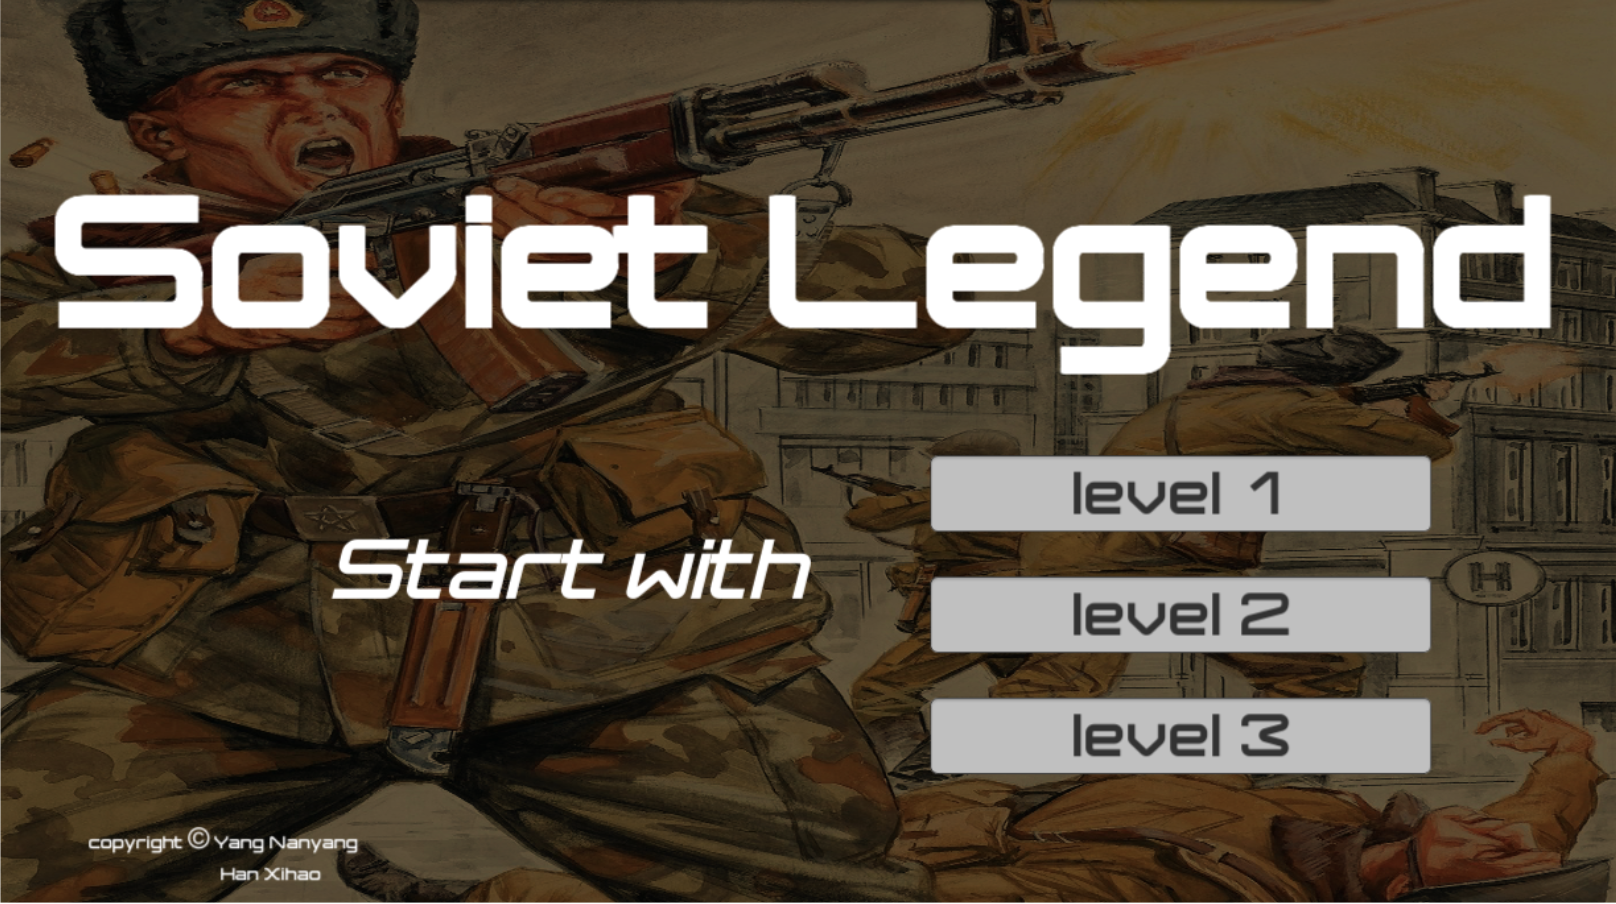 Soviet Legend
Start with
level 1
level 2
level 3
H
copyright © Yang Nanyang
Han Xihao